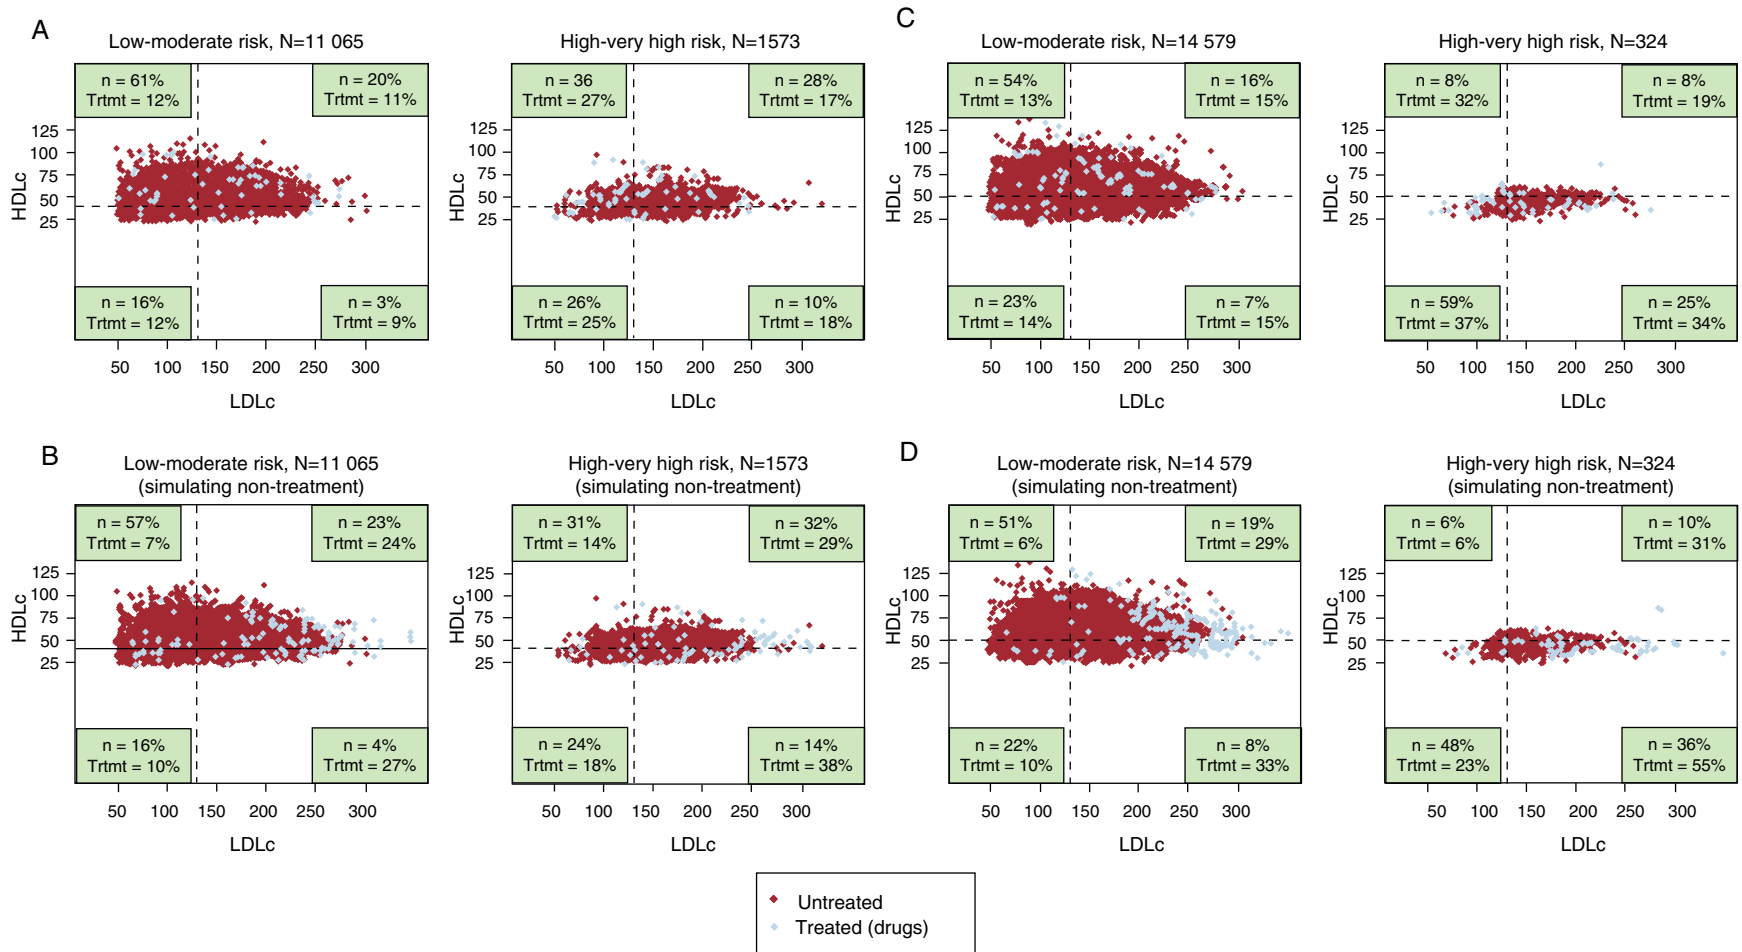 A
Low-moderate risk, N=11 065
n = 61%
Trtmt = 12%
n = 20%
Trtmt = 11%
125
100
75
50
25
HDLc
n = 16%
Trtmt = 12%
n = 3%
Trtmt = 9%
50 100 150 200 250 300
LDLc
High-very high risk, N=1573
n = 36
Trtmt = 27%
n = 28%
Trtmt = 17%
125
100
75
50
25
HDLc
n = 26%
Trtmt = 25%
n = 10%
Trtmt = 18%
50 100 150 200 250 300
LDLc
C
Low-moderate risk, N=14 579
n = 54%
Trtmt = 13%
n = 16%
Trtmt = 15%
125
100
75
50
25
HDLc
n = 23%
Trtmt = 14%
n = 7%
Trtmt = 15%
50 100 150 200 250 300
LDLc
High-very high risk, N=324
n = 8%
Trtmt = 32%
n = 8%
Trtmt = 19%
125
100
75
50
25
HDLc
n = 59%
Trtmt = 37%
n = 25%
Trtmt = 34%
50 100 150 200 250 300
LDLc
B
Low-moderate risk, N=11 065
(simulating non-treatment)
n = 57%
Trtmt = 7%
n = 23%
Trtmt = 24%
125
100
75
50
25
HDLc
n = 16%
Trtmt = 10%
n = 4%
Trtmt = 27%
50 100 150 200 250 300
LDLc
High-very high risk, N=1573
(simulating non-treatment)
n = 31%
Trtmt = 14%
n = 32%
Trtmt = 29%
125
100
75
50
25
HDLc
n = 24%
Trtmt = 18%
n = 14%
Trtmt = 38%
50 100 150 200 250 300
LDLc
D
Low-moderate risk, N=14 579
(simulating non-treatment)
n = 51%
Trtmt = 6%
n = 19%
Trtmt = 29%
125
100
75
50
25
HDLc
n = 22%
Trtmt = 10%
n = 8%
Trtmt = 33%
50 100 150 200 250 300
LDLc
High-very high risk, N=324
(simulating non-treatment)
n = 6%
Trtmt = 6%
n = 10%
Trtmt = 31%
125
100
75
50
25
HDLc
n = 48%
Trtmt = 23%
n = 36%
Trtmt = 55%
50 100 150 200 250 300
LDLc
Untreated
Treated (drugs)